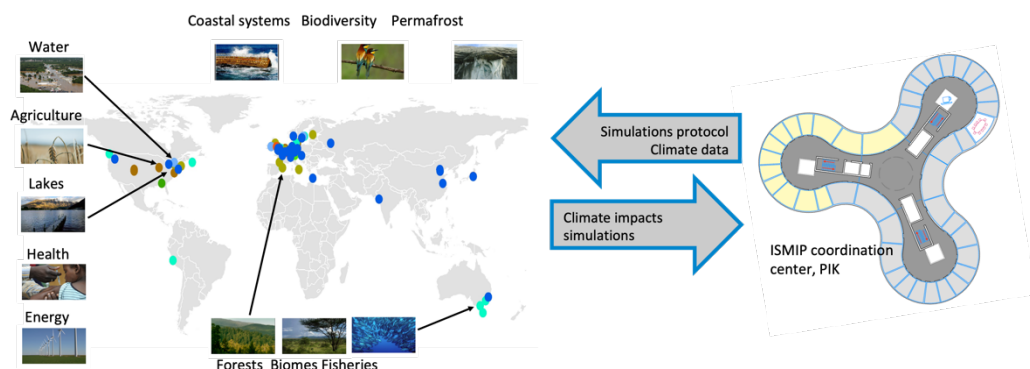 Coastal systems Biodiversity Permafrost
Water
Agriculture
Lakes
Health
Energy
Forests Biomes Fisheries
Simulations protocol
Climate data
Climate impacts
simulations
ISMIP coordination
center, PIK